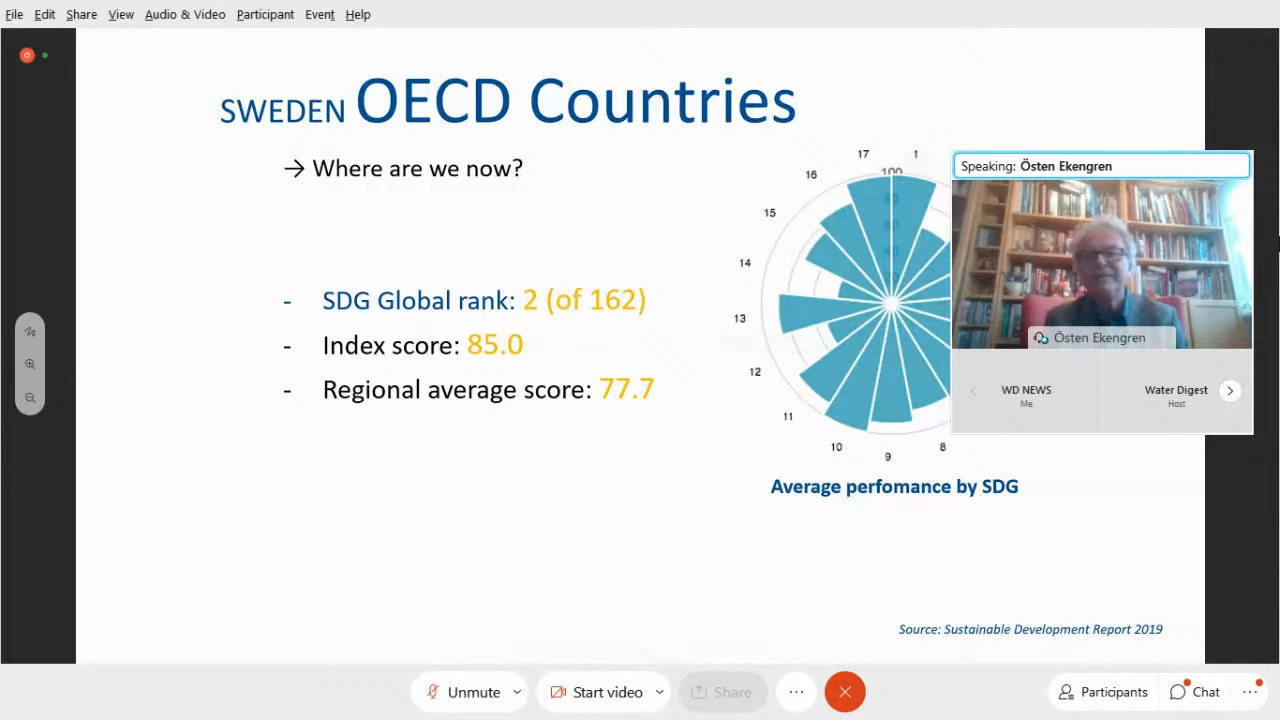 File Edit Share View Audio & Video Participant Event Help
SWEDEN OECD Countries
→ Where are we now?
- SDG Global rank: 2 (of 162)
- Index score: 85.0
- Regional average score: 77.7
17
1
16
100
15
14
13
12
11
10
9
8
Average perfomance by SDG
Speaking: Östen Ekengren
Östen Ekengren
WD NEWS
Me
Water Digest
Host
Source: Sustainable Development Report 2019
Unmute
Start video
Share
Participants
Chat